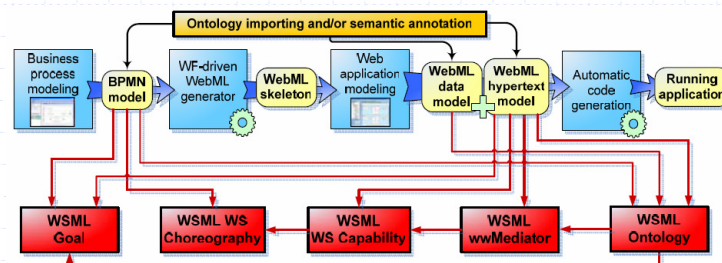 Ontology importing and/or semantic annotation
Business
process
modeling
BPMN
model
WF-driven
WebML
generator
WebML
skeleton
Web
application
modeling
WebML
data
model
WebML
hypertext
model
Automatic
code
generation
Running
application
WSML
Goal
WSML WS
Choreography
WSML
WS Capability
WSML
wwMediator
WSML
Ontology